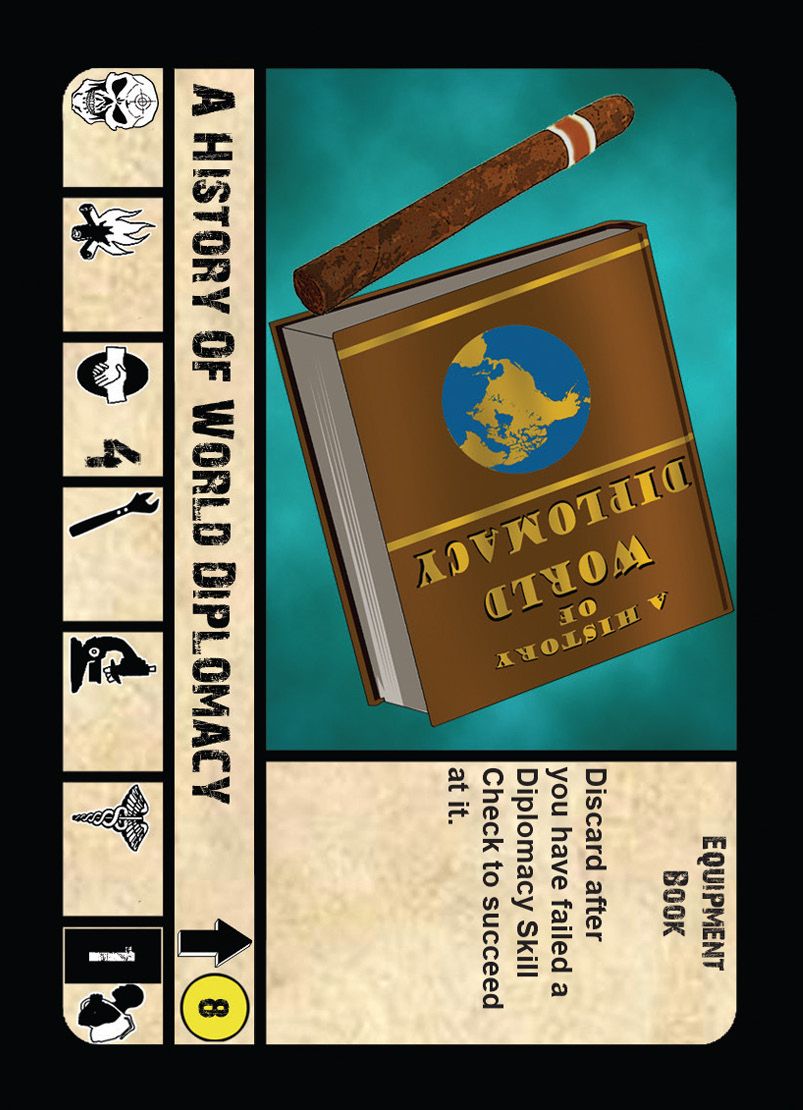 EQUIPMENT
BOOK
A HISTORY
OF
WORLD
DIPLOMACY
Discard after
you have failed a
Diplomacy Skill
Check to succeed
at it.
A HISTORY OF WORLD DIPLOMACY
8
4
1